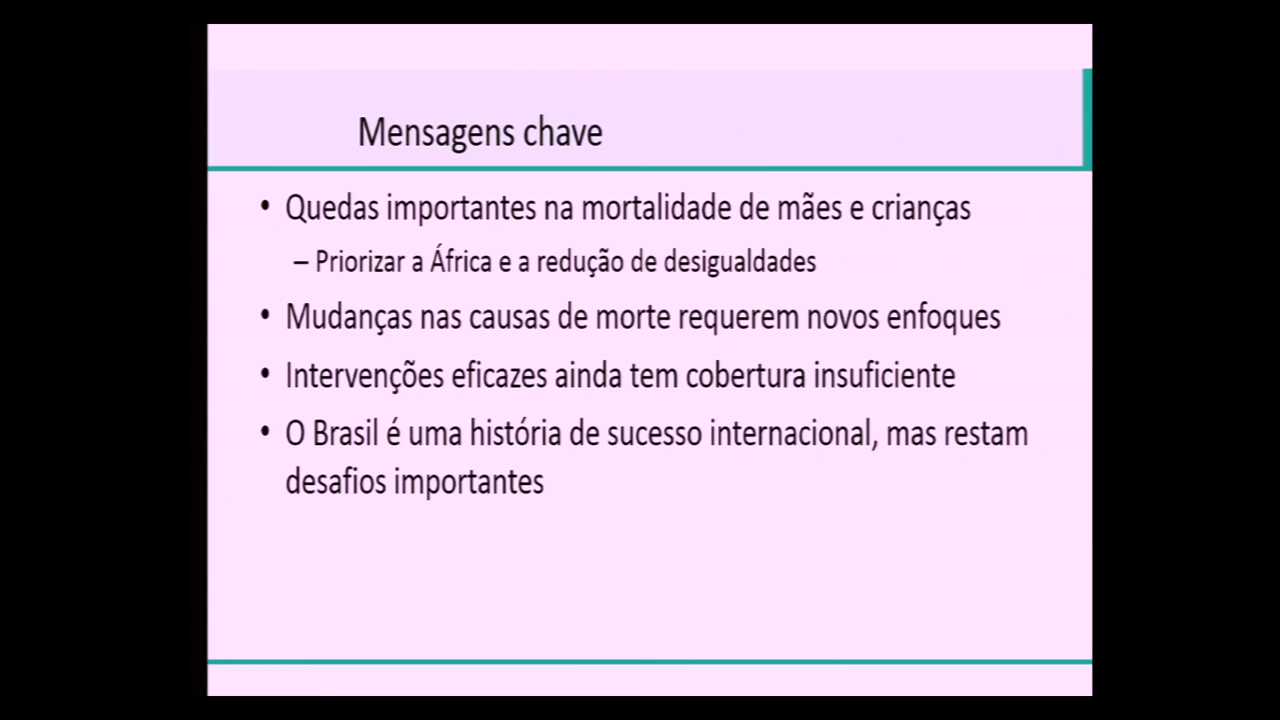 Mensagens chave
• Quedas importantes na mortalidade de mães e crianças
– Priorizar a África e a redução de desigualdades
• Mudanças nas causas de morte requerem novos enfoques
• Intervenções eficazes ainda tem cobertura insuficiente
• O Brasil é uma história de sucesso internacional, mas restam
desafios importantes